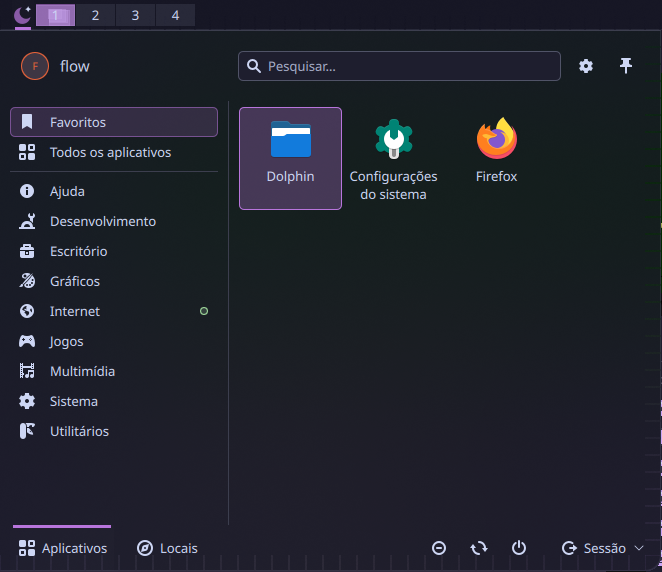 1 2 3 4
F flow
Pesquisar...
Favoritos
Todos os aplicativos
Ajuda
Desenvolvimento
Escritório
Gráficos
Internet
Jogos
Multimídia
Sistema
Utilitários
Dolphin
Configurações
do sistema
Firefox
Aplicativos Locais Sessão